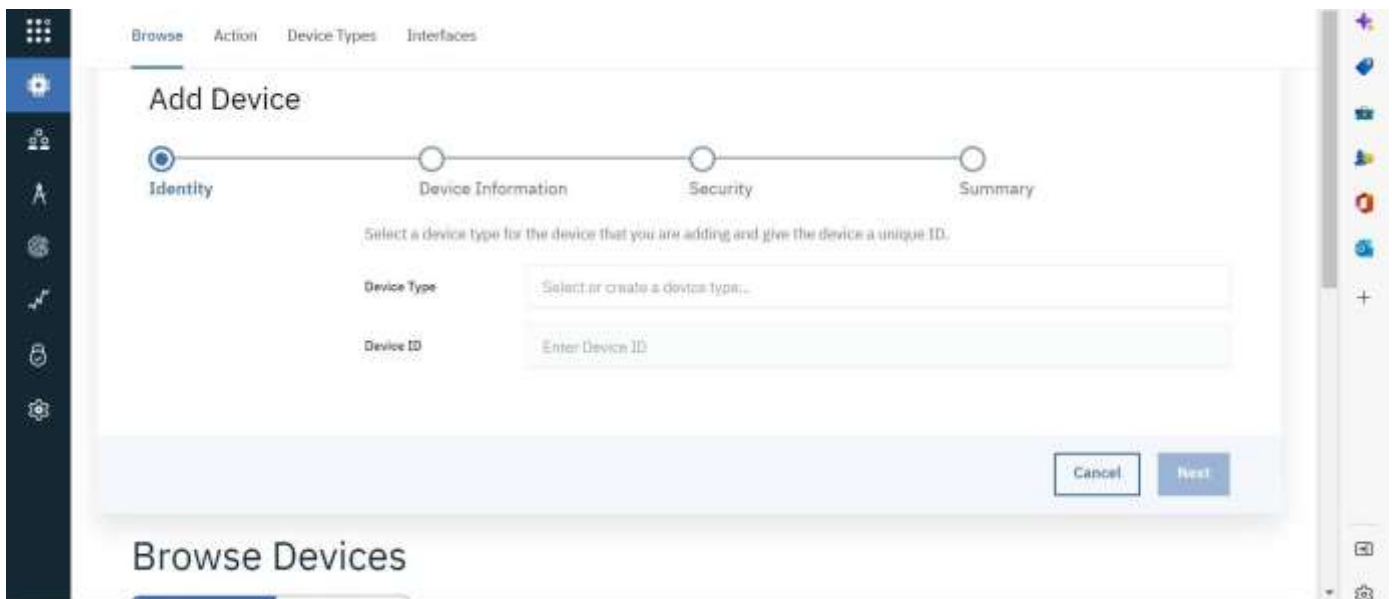 Browse Action Device Types Interfaces
Add Device
Identity Device Information Security Summary
Select a device type for the device that you are adding and give the device a unique ID.
Device Type Select or create a device type...
Device ID Enter Device ID
Cancel Next
Browse Devices